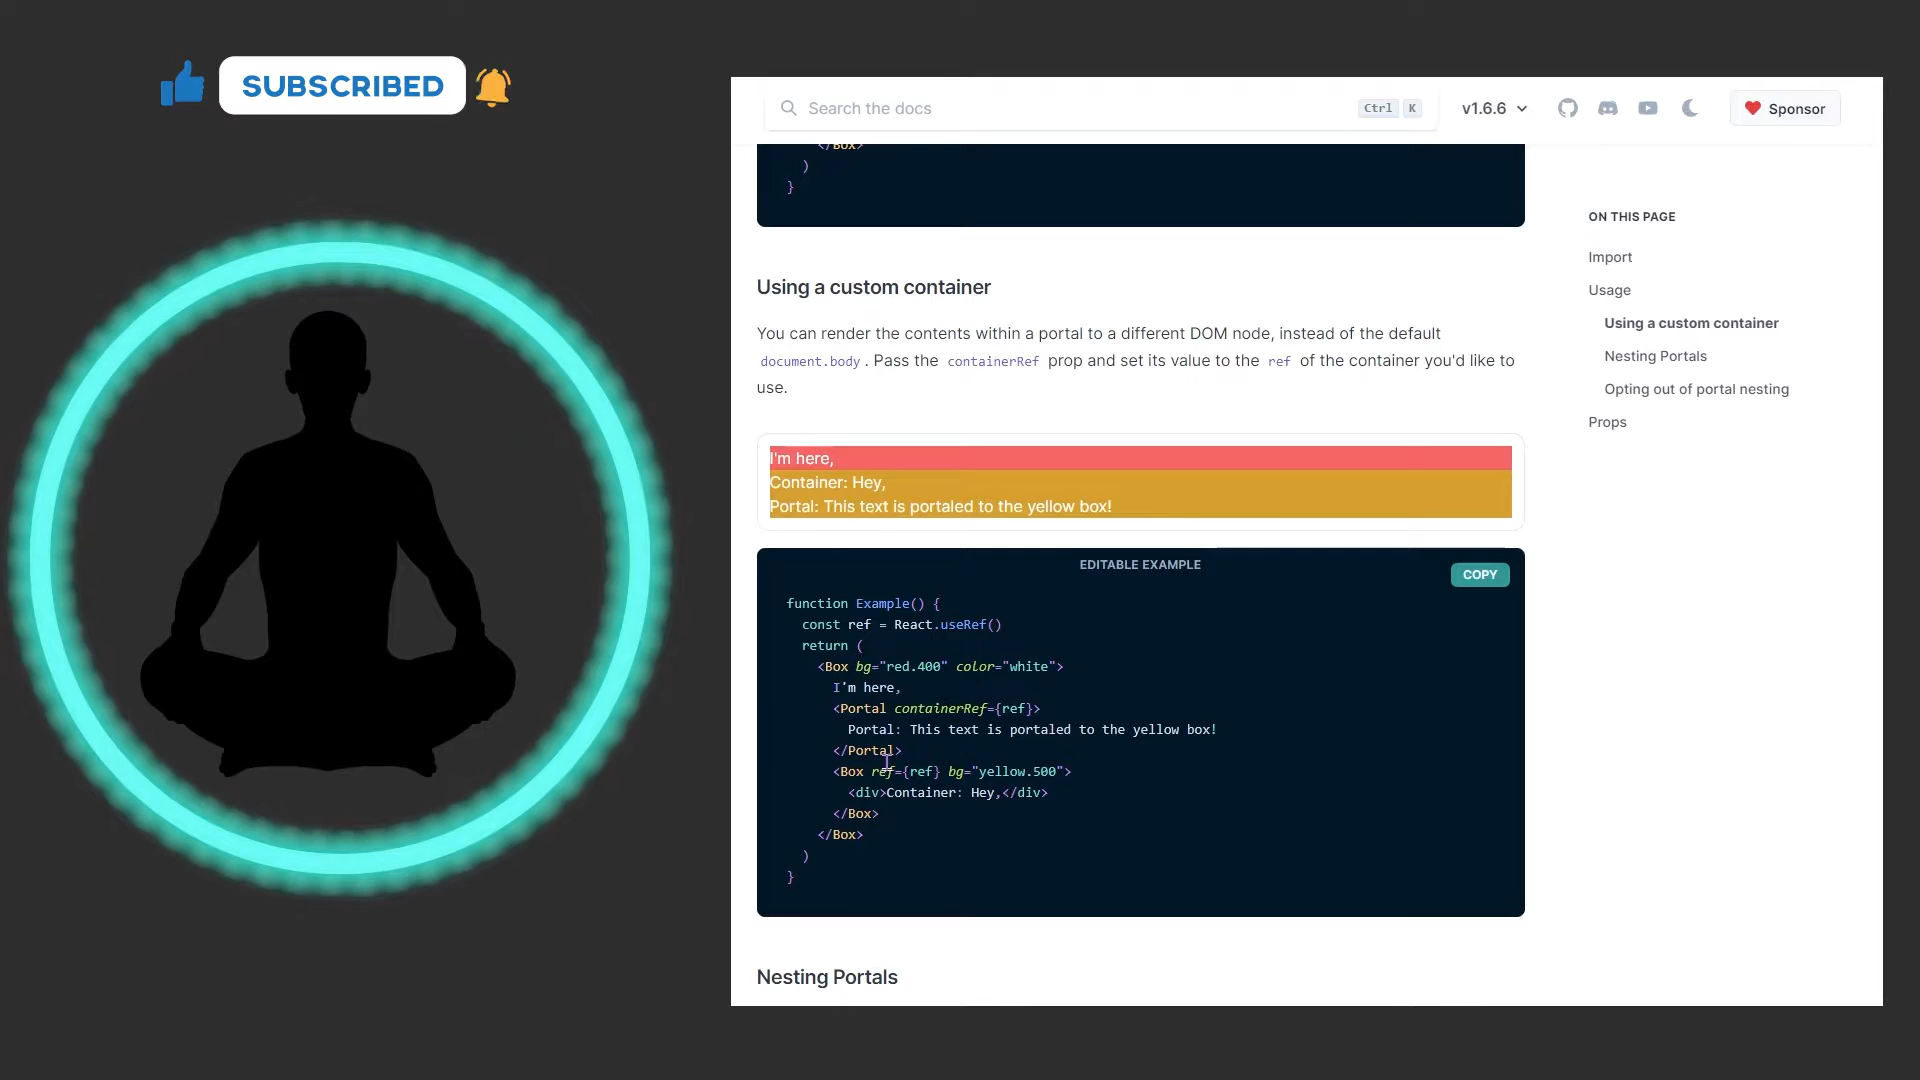 SUBSCRIBED
Search the docs
Ctrl K
v1.6.6
Sponsor
</Box>
)
}
Using a custom container
You can render the contents within a portal to a different DOM node, instead of the default
document.body. Pass the containerRef prop and set its value to the ref of the container you'd like to
use.
I'm here,
Container: Hey,
Portal: This text is portaled to the yellow box!
EDITABLE EXAMPLE
COPY
function Example() {
const ref = React.useRef()
return (
<Box bg="red.400" color="white">
I'm here,
<Portal containerRef={ref}>
Portal: This text is portaled to the yellow box!
</Portal>
<Box ref={ref} bg="yellow.500">
<div>Container: Hey,</div>
</Box>
</Box>
)
}
Nesting Portals
ON THIS PAGE
Import
Usage
Using a custom container
Nesting Portals
Opting out of portal nesting
Props